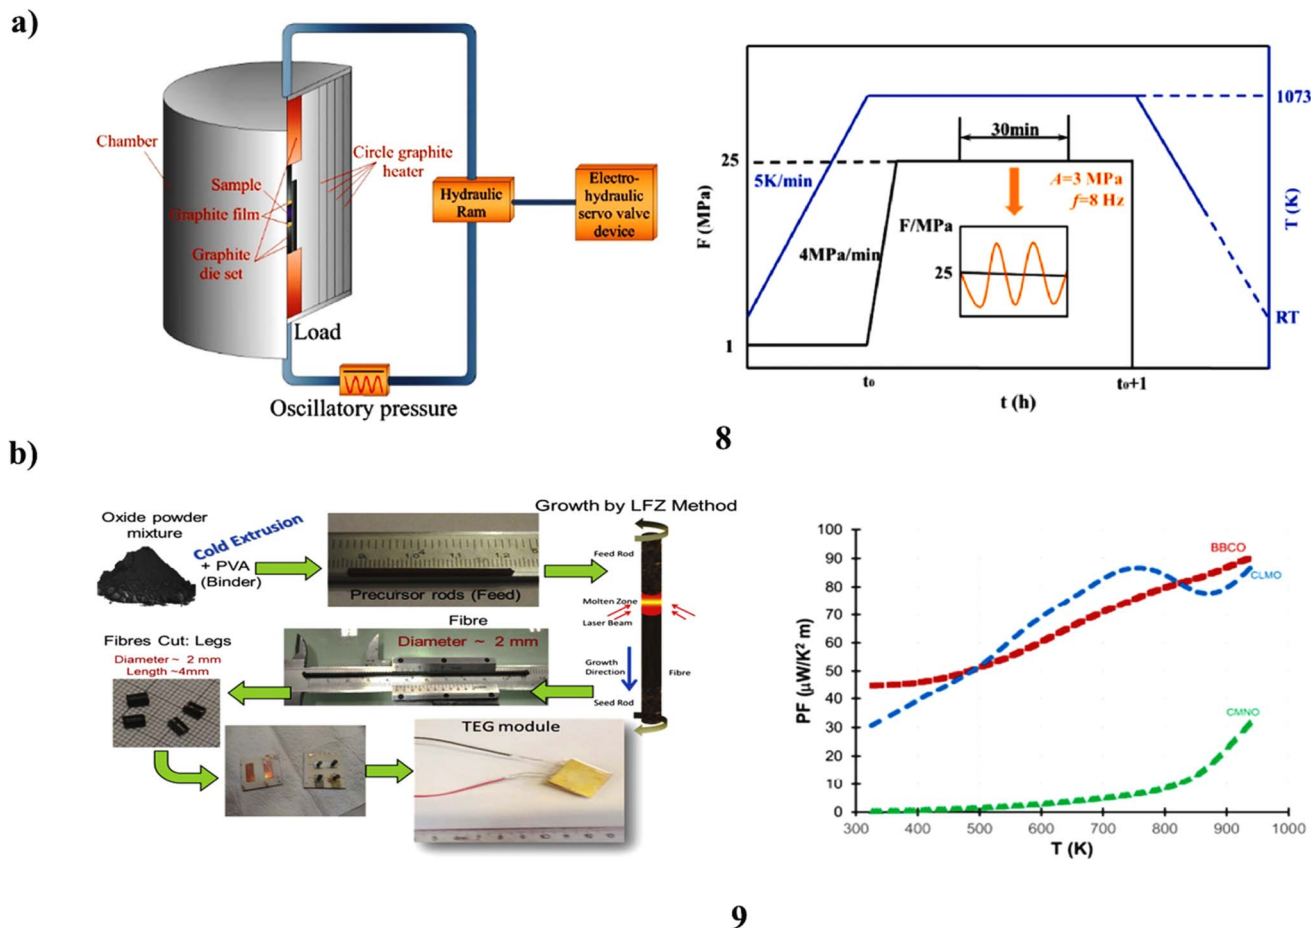 a)
Chamber
Sample
Graphite film
Graphite
die set
Circle graphite
heater
Load
Oscillatory pressure
Hydraulic
Ram
Electro-
hydraulic
servo valve
device
F (MPa)
25
1
5K/min
4MPa/min
30min
A=3 MPa
f=8 Hz
F/MPa
25
1073
RT
T (K)
t₀
t₀+1
t (h)
8
b)
Oxide powder
mixture
Cold Extrusion
+ PVA
(Binder)
Precursor rods (Feed)
Growth by LFZ Method
Feed Rod
Molten Zone
Laser Beam
Growth
Direction
Fibre
Seed Rod
Fibre
Diameter ~ 2 mm
Fibres Cut: Legs
Diameter ~ 2 mm
Length ~4mm
TEG module
PF (µW/K² m)
100
90
80
70
60
50
40
30
20
10
0
BBCO
CLMO
CMNO
300 400 500 600 700 800 900 1000
T (K)
9